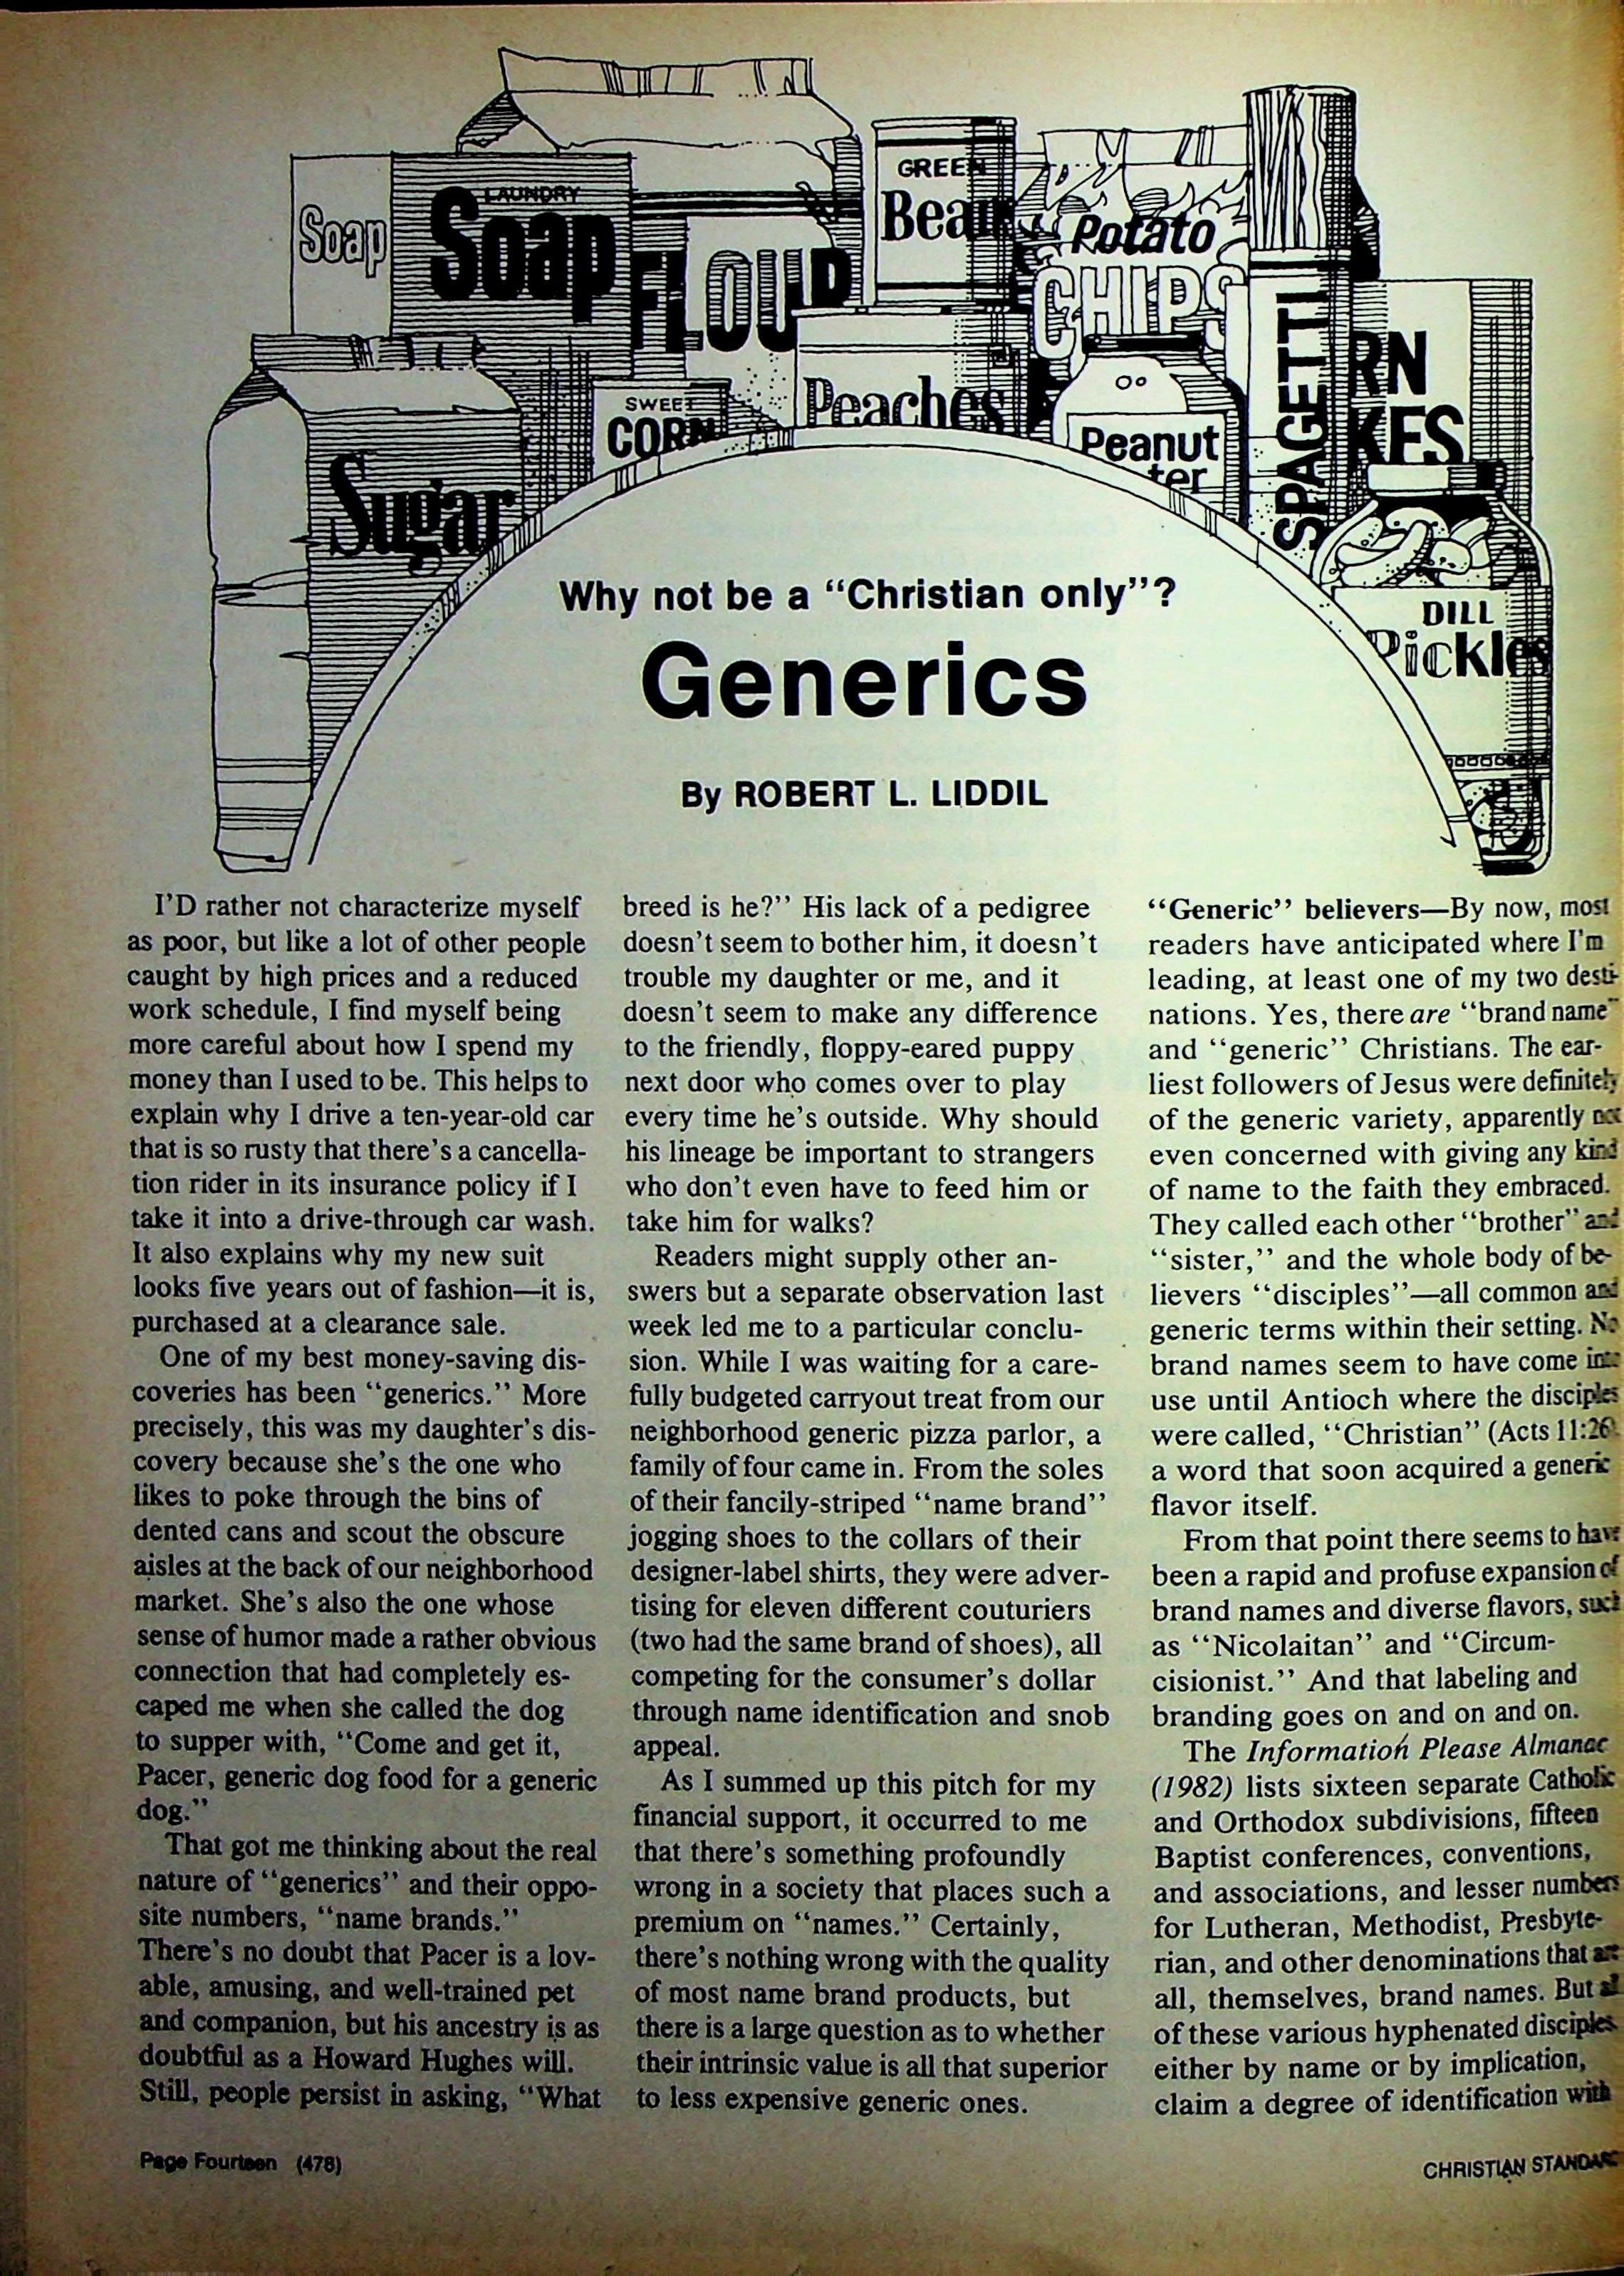 Soap
LAUNDRY
Soap
FLOUR
GREEN
Bean
Potato
CHIPS
SPAGETTI
RN
KES
Sugar
SWEET
CORN
Peaches
Peanut
ter
DILL
Pickles
Why not be a “Christian only”?
Generics
By ROBERT L. LIDDIL
I’D rather not characterize myself
as poor, but like a lot of other people
caught by high prices and a reduced
work schedule, I find myself being
more careful about how I spend my
money than I used to be. This helps to
explain why I drive a ten-year-old car
that is so rusty that there’s a cancella-
tion rider in its insurance policy if I
take it into a drive-through car wash.
It also explains why my new suit
looks five years out of fashion—it is,
purchased at a clearance sale.
One of my best money-saving dis-
coveries has been “generics.” More
precisely, this was my daughter’s dis-
covery because she’s the one who
likes to poke through the bins of
dented cans and scout the obscure
aisles at the back of our neighborhood
market. She’s also the one whose
sense of humor made a rather obvious
connection that had completely es-
caped me when she called the dog
to supper with, “Come and get it,
Pacer, generic dog food for a generic
dog.”
That got me thinking about the real
nature of “generics” and their oppo-
site numbers, “name brands.”
There’s no doubt that Pacer is a lov-
able, amusing, and well-trained pet
and companion, but his ancestry is as
doubtful as a Howard Hughes will.
Still, people persist in asking, “What
breed is he?” His lack of a pedigree
doesn’t seem to bother him, it doesn’t
trouble my daughter or me, and it
doesn’t seem to make any difference
to the friendly, floppy-eared puppy
next door who comes over to play
every time he’s outside. Why should
his lineage be important to strangers
who don’t even have to feed him or
take him for walks?
Readers might supply other an-
swers but a separate observation last
week led me to a particular conclu-
sion. While I was waiting for a care-
fully budgeted carryout treat from our
neighborhood generic pizza parlor, a
family of four came in. From the soles
of their fancily-striped “name brand”
jogging shoes to the collars of their
designer-label shirts, they were adver-
tising for eleven different couturiers
(two had the same brand of shoes), all
competing for the consumer’s dollar
through name identification and snob
appeal.
As I summed up this pitch for my
financial support, it occurred to me
that there’s something profoundly
wrong in a society that places such a
premium on “names.” Certainly,
there’s nothing wrong with the quality
of most name brand products, but
there is a large question as to whether
their intrinsic value is all that superior
to less expensive generic ones.
“Generic” believers—By now, most
readers have anticipated where I’m
leading, at least one of my two desti-
nations. Yes, there are “brand name”
and “generic” Christians. The ear-
liest followers of Jesus were definitely
of the generic variety, apparently not
even concerned with giving any kind
of name to the faith they embraced.
They called each other “brother” and
“sister,” and the whole body of be-
lievers “disciples”—all common and
generic terms within their setting. No
brand names seem to have come into
use until Antioch where the disciples
were called, “Christian” (Acts 11:26
a word that soon acquired a generic
flavor itself.
From that point there seems to have
been a rapid and profuse expansion of
brand names and diverse flavors, such
as “Nicolaitan” and “Circum-
cisionist.” And that labeling and
branding goes on and on and on.
The Information Please Almanac
(1982) lists sixteen separate Catholic
and Orthodox subdivisions, fifteen
Baptist conferences, conventions,
and associations, and lesser numbers
for Lutheran, Methodist, Presbyte-
rian, and other denominations that are
all, themselves, brand names. But all
of these various hyphenated disciples
either by name or by implication,
claim a degree of identification with
Page Fourteen (478)
CHRISTIAN STANDARD